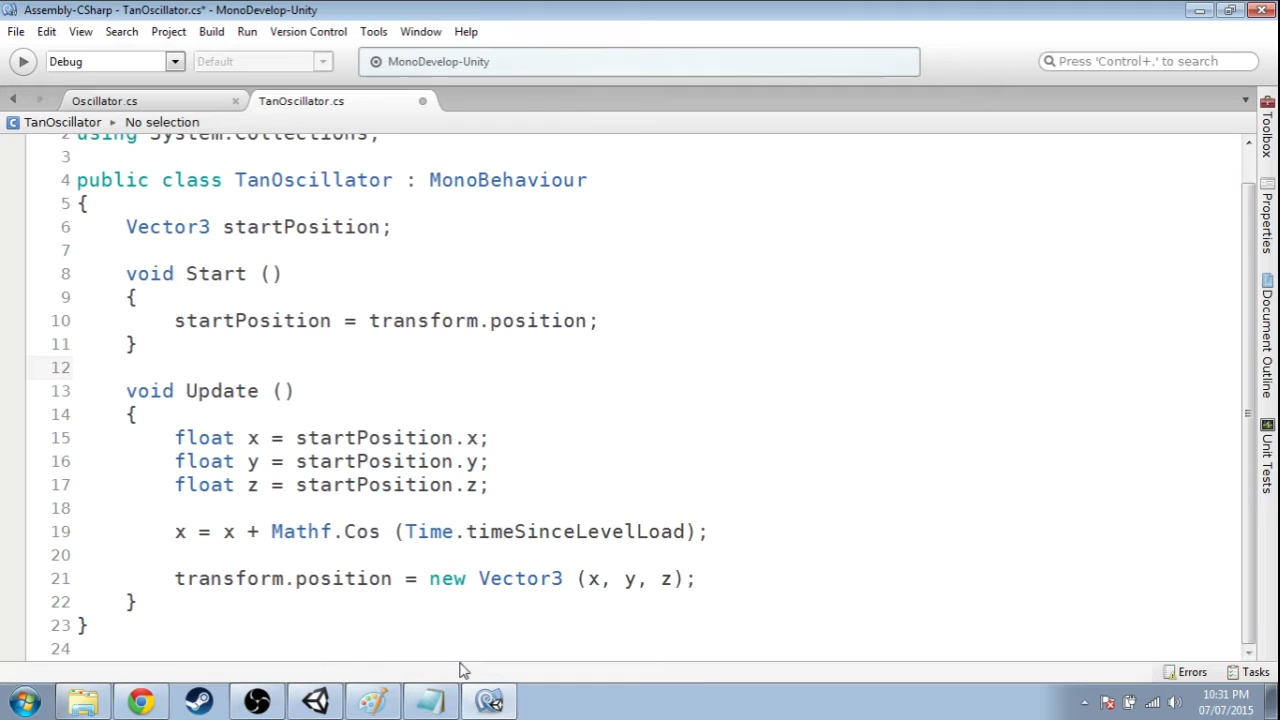 Assembly-CSharp - TanOscillator.cs* - MonoDevelop-Unity
File Edit View Search Project Build Run Version Control Tools Window Help
Debug Default MonoDevelop-Unity Press 'Control+,' to search
Oscillator.cs TanOscillator.cs
TanOscillator No selection
2 using System.Collections;
3
4 public class TanOscillator : MonoBehaviour
5 {
6 Vector3 startPosition;
7
8 void Start ()
9 {
10 startPosition = transform.position;
11 }
12
13 void Update ()
14 {
15 float x = startPosition.x;
16 float y = startPosition.y;
17 float z = startPosition.z;
18
19 x = x + Mathf.Cos (Time.timeSinceLevelLoad);
20
21 transform.position = new Vector3 (x, y, z);
22 }
23 }
24
Toolbox
Properties
Document Outline
Unit Tests
Errors Tasks
10:31 PM
07/07/2015